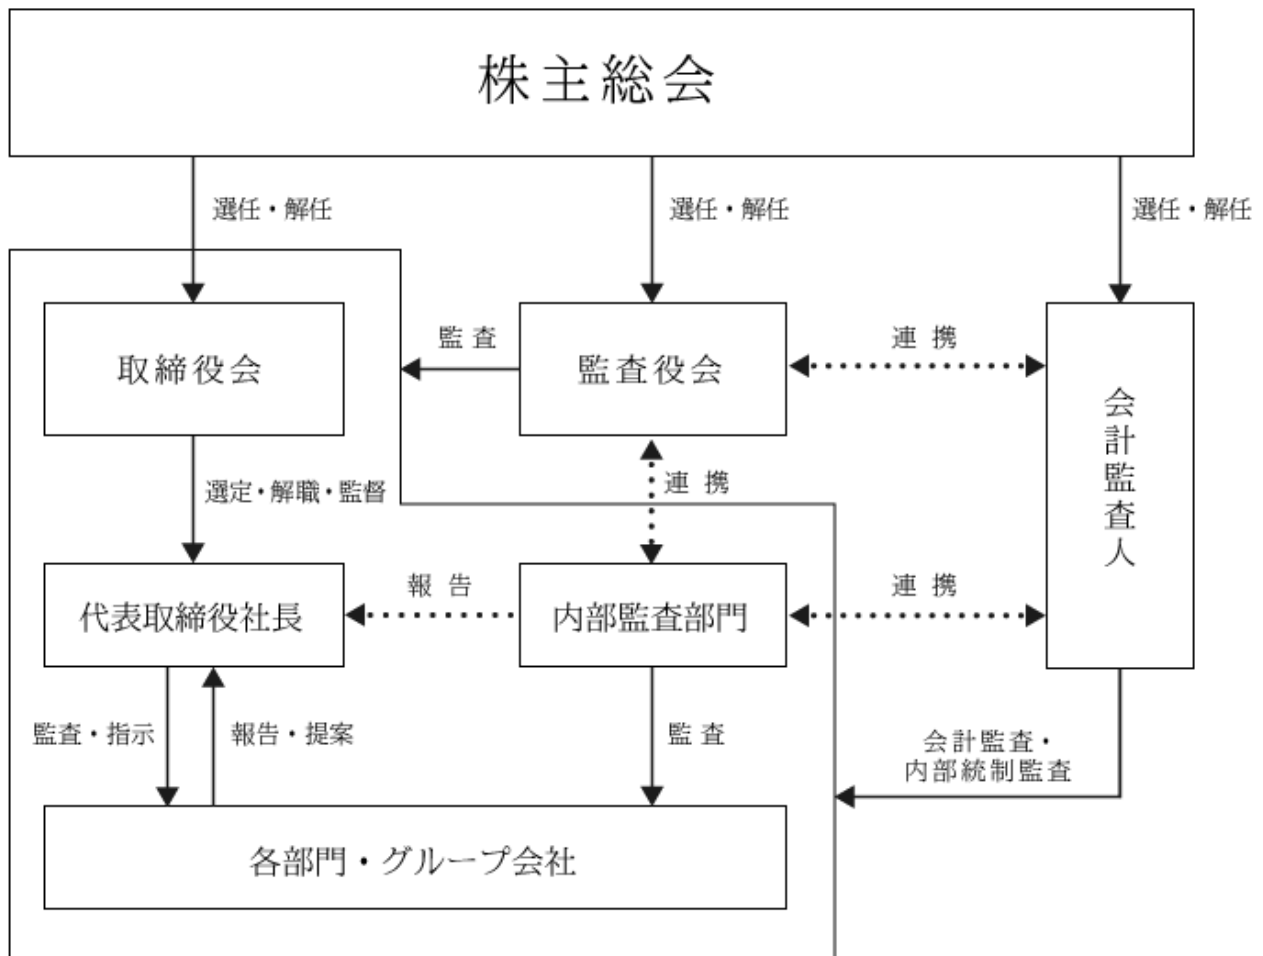 株主総会
選任・解任
選任・解任
選任・解任
取締役会
監査
監査役会
連携
会計監査人
選定・解職・監督
連携
代表取締役社長
報告
内部監査部門
連携
監査・指示
報告・提案
監査
会計監査・
内部統制監査
各部門・グループ会社